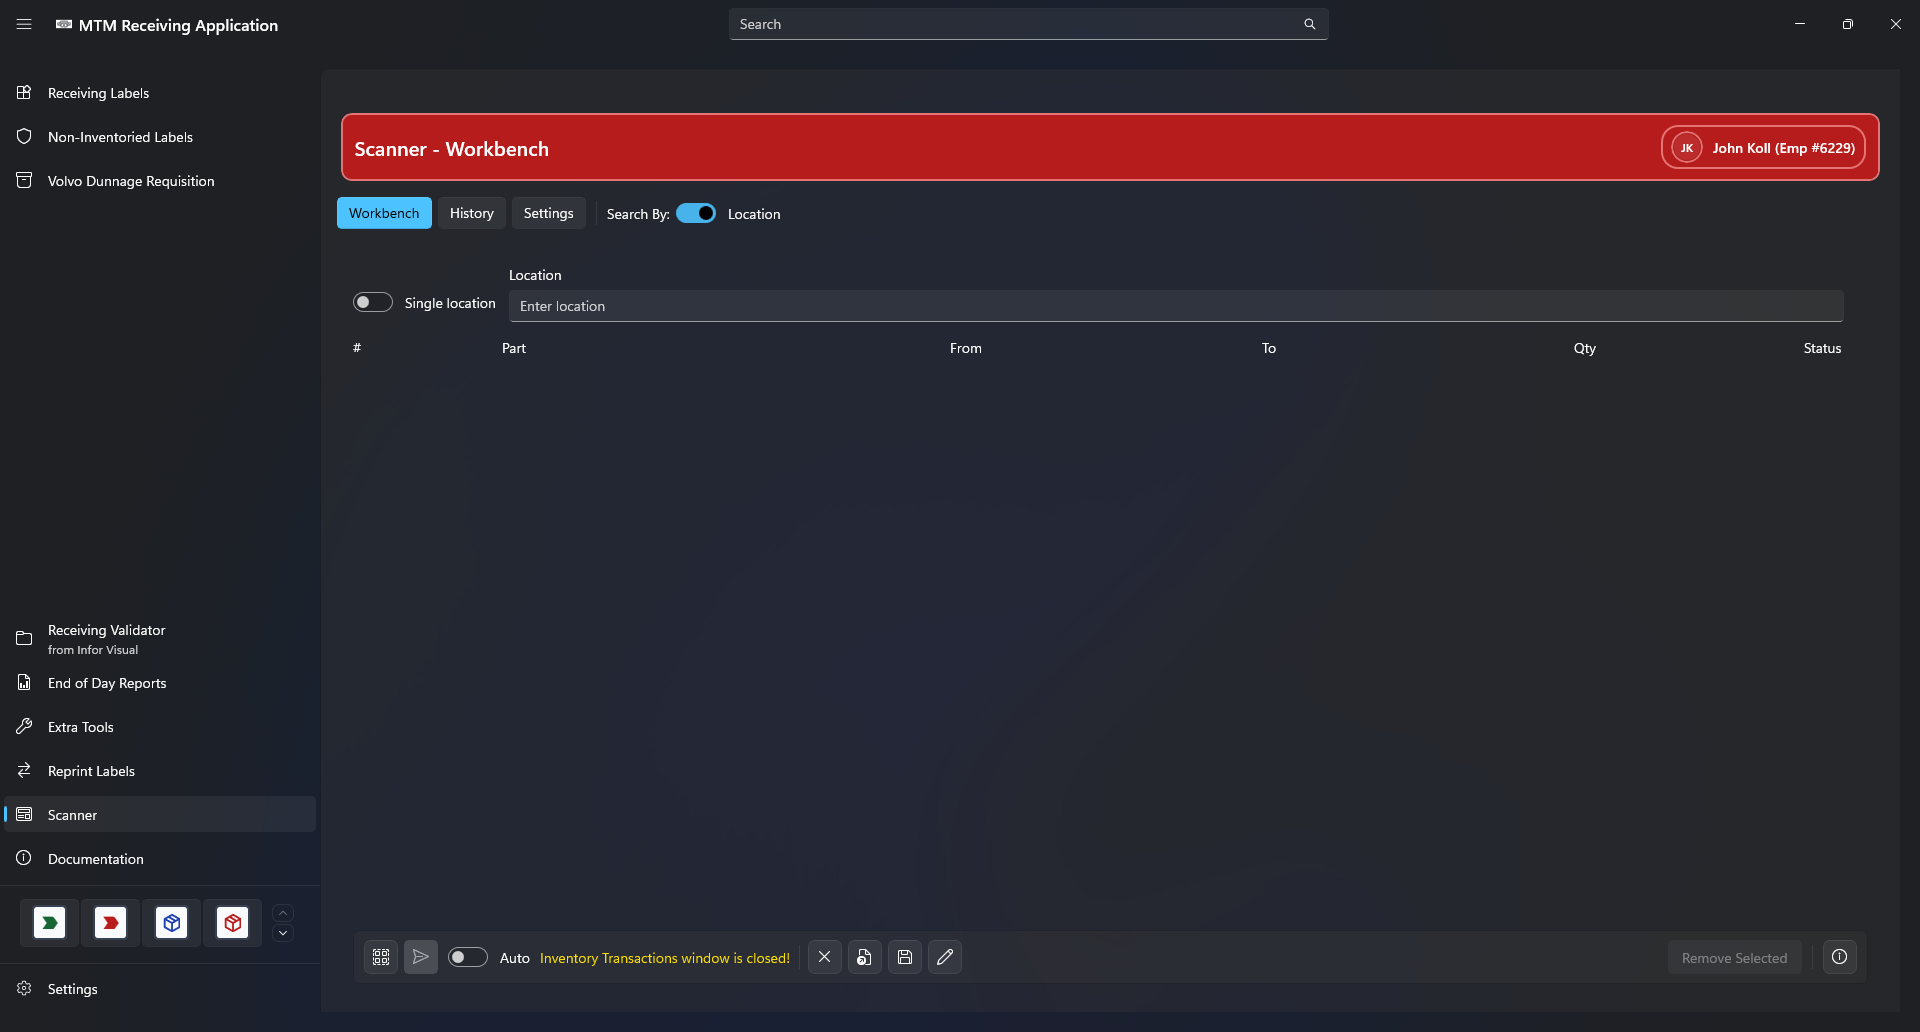 MTM Receiving Application
Search
Receiving Labels
Non-Inventoried Labels
Volvo Dunnage Requisition
Scanner - Workbench
JK
John Koll (Emp #6229)
Workbench
History
Settings
Search By:
Location
Location
Single location
Enter location
#
Part
From
To
Qty
Status
Receiving Validator
from Infor Visual
End of Day Reports
Extra Tools
Reprint Labels
Scanner
Documentation
Settings
Auto
Inventory Transactions window is closed!
Remove Selected